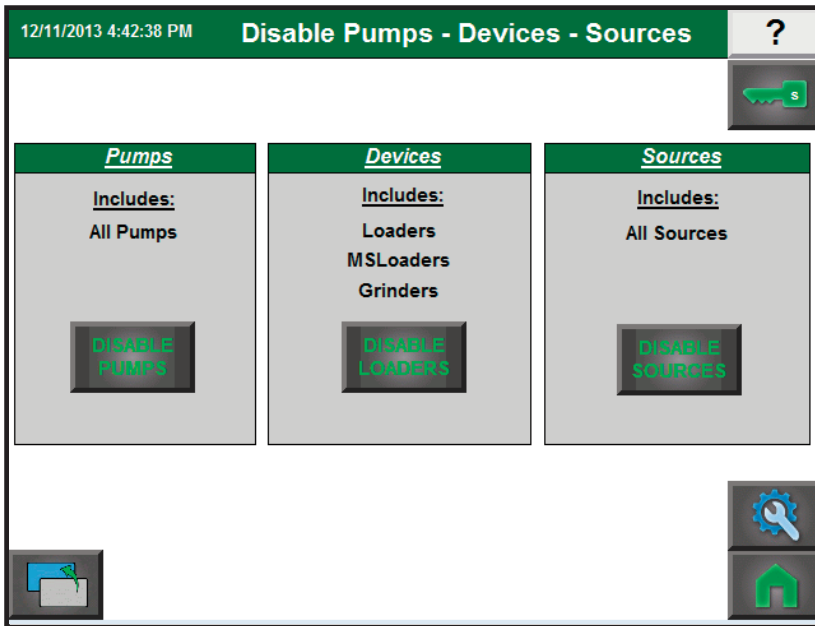 12/11/2013 4:42:38 PM
Disable Pumps - Devices - Sources
?
S
Pumps
Includes:
All Pumps
DISABLE
PUMPS
Devices
Includes:
Loaders
MSLoaders
Grinders
DISABLE
LOADERS
Sources
Includes:
All Sources
DISABLE
SOURCES